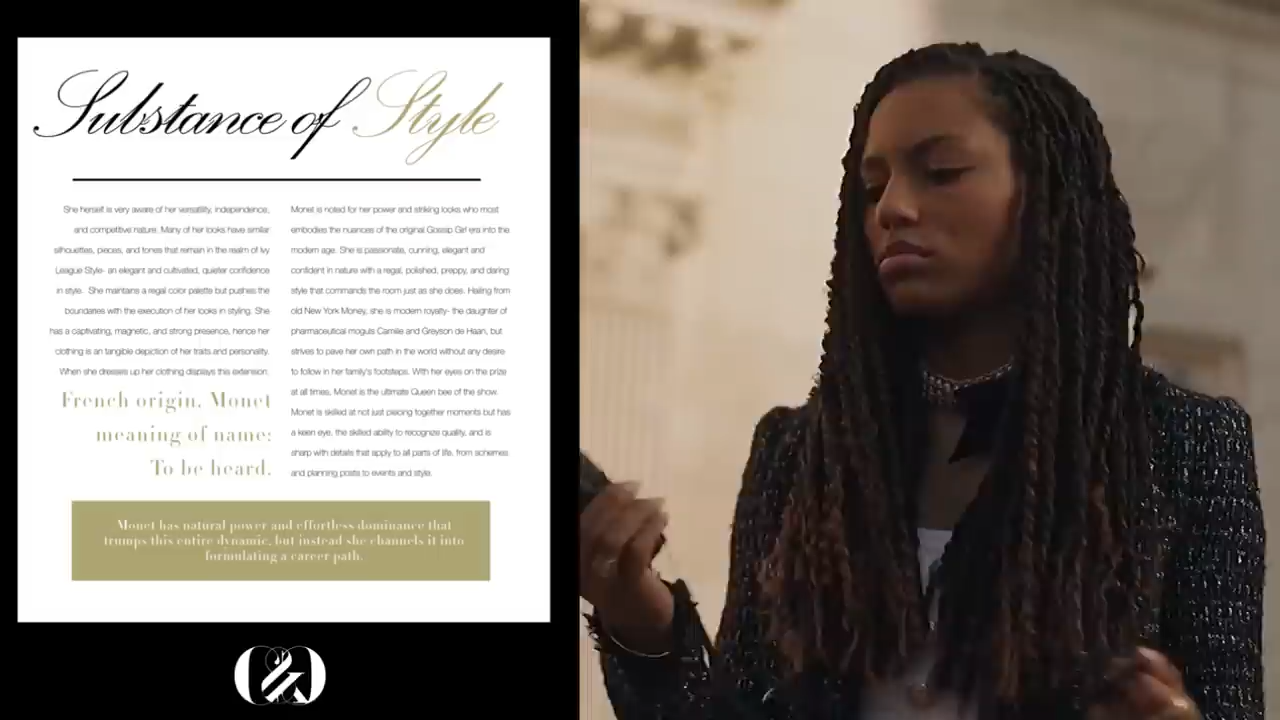 Substance of Style
She herself is very aware of her versatility, independence,
and competitive nature. Many of her looks have similar
silhouettes, pieces, and tones that remain in the realm of Ivy
League Style- an elegant and cultivated, quieter confidence
in style. She maintains a regal color palette but pushes the
boundaries with the execution of her looks in styling. She
has a captivating, magnetic, and strong presence, hence her
clothing is an tangible depiction of her traits and personality.
When she dresses up her clothing displays this extension.
French origin, Monet
meaning of name:
To be heard.
Monet is noted for her power and striking looks who most
embodies the nuances of the original Gossip Girl era into the
modern age. She is passionate, cunning, elegant and
confident in nature with a regal, polished, preppy, and daring
style that commands the room just as she does. Hailing from
old New York Money, she is modern royalty- the daughter of
pharmaceutical moguls Camille and Greyson de Haan, but
strives to pave her own path in the world without any desire
to follow in her family's footsteps. With her eyes on the prize
at all times, Monet is the ultimate Queen bee of the show.
Monet is skilled at not just piecing together moments but has
a keen eye, the skilled ability to recognize quality, and is
sharp with details that apply to all parts of life, from schemes
and planning posts to events and style.
Monet has natural power and effortless dominance that
trumps this entire dynamic, but instead she channels it into
formulating a career path.